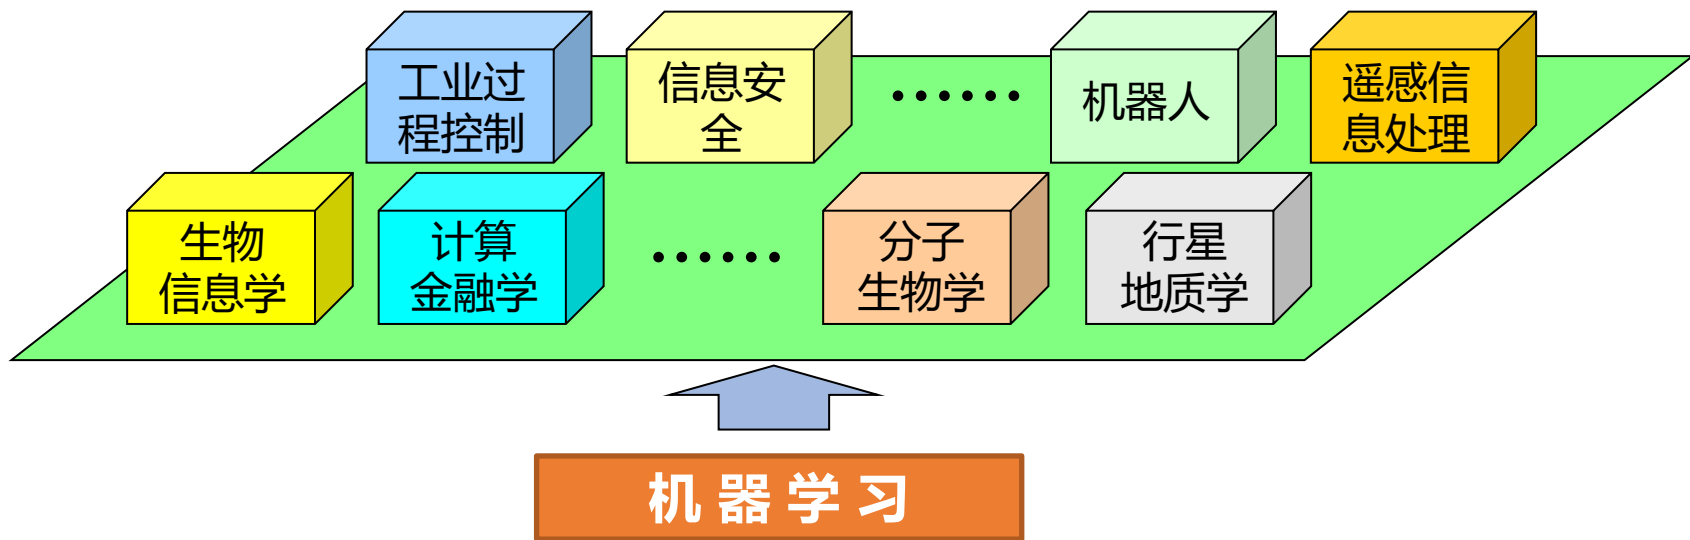 工业过
程控制
信息安
全
......
机器人
遥感信
息处理
生物
信息学
计算
金融学
......
分子
生物学
行星
地质学
机器学习